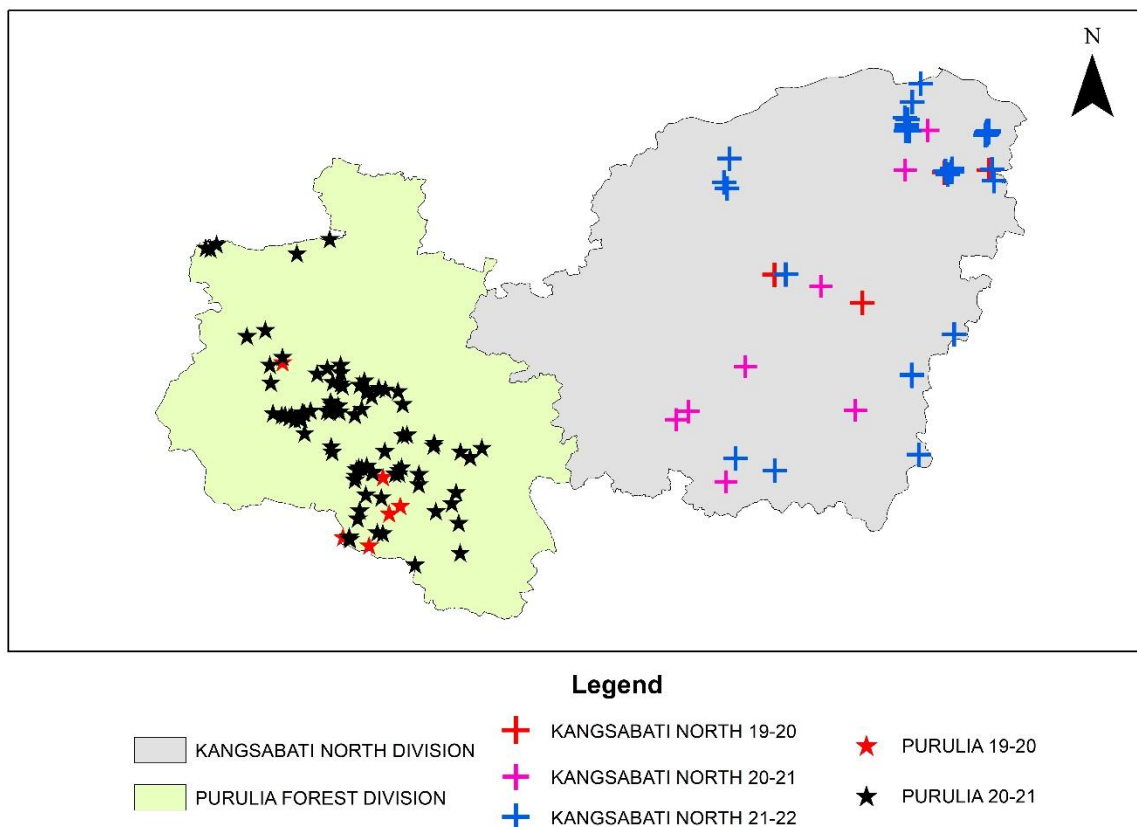 N
Legend
KANGSABATI NORTH DIVISION
PURULIA FOREST DIVISION
KANGSABATI NORTH 19-20
KANGSABATI NORTH 20-21
KANGSABATI NORTH 21-22
PURULIA 19-20
PURULIA 20-21